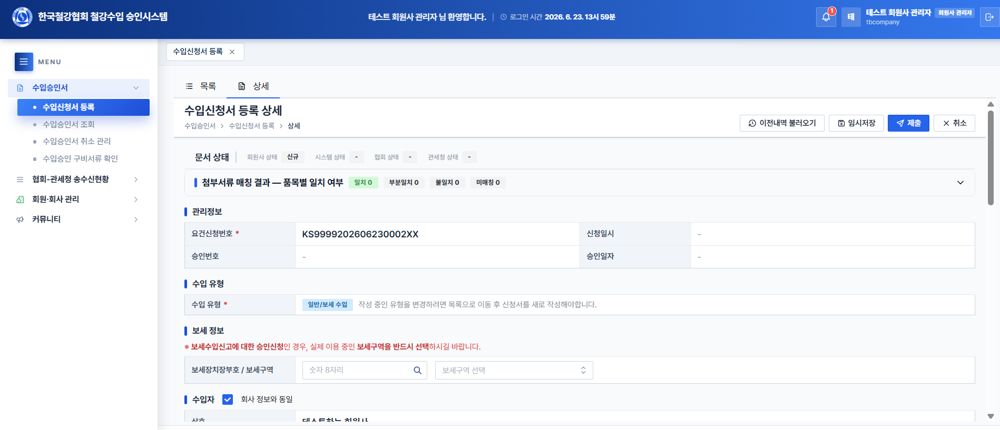 한국철강협회 철강수입 승인시스템
테스트 회원사 관리자 님 환영합니다.
로그인 시간 2026. 6. 23. 13시 59분
1
테
테스트 회원사 관리자 회원사 관리자
tbcompany
MENU
수입승인서
수입신청서 등록
수입승인서 조회
수입승인서 취소 관리
수입승인 구비서류 확인
협회-관세청 송수신현황
회원·회사 관리
커뮤니티
수입신청서 등록
목록
상세
수입신청서 등록 상세
수입승인서 > 수입신청서 등록 > 상세
이전내역 불러오기
임시저장
제출
취소
문서 상태
회원사 상태 신규
시스템 상태 -
협회 상태 -
관세청 상태 -
첨부서류 매칭 결과 — 품목별 일치 여부
일치 0
부분일치 0
불일치 0
미매칭 0
관리정보
요건신청번호 *
KS9999202606230002XX
신청일시
-
승인번호
-
승인일자
-
수입 유형
수입 유형 *
일반/보세 수입
작성 중인 유형을 변경하려면 목록으로 이동 후 신청서를 새로 작성해야합니다.
보세 정보
※ 보세수입신고에 대한 승인신청인 경우, 실제 이용 중인 보세구역을 반드시 선택하시길 바랍니다.
보세장치장부호 / 보세구역
숫자 8자리
보세구역 선택
수입자
회사 정보와 동일
상호
테스트하는 회원사